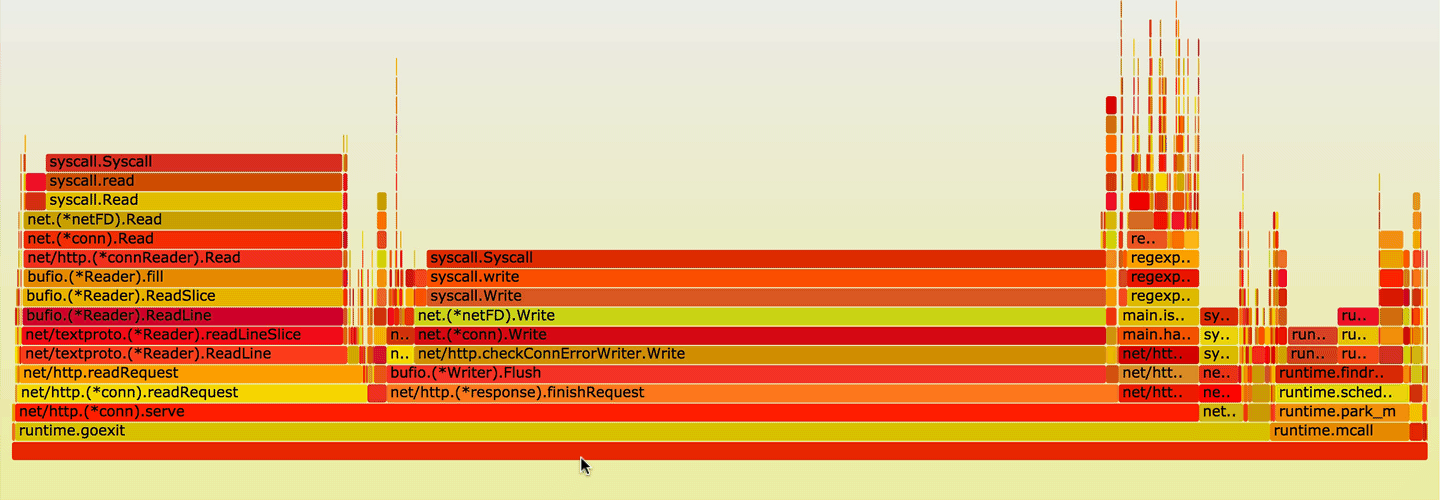 syscall.Syscall
syscall.read
syscall.Read
net.(*netFD).Read
net.(*conn).Read re..
net/http.(*connReader).Read syscall.Syscall regexp..
bufio.(*Reader).fill syscall.write regexp..
bufio.(*Reader).ReadSlice syscall.Write regexp..
bufio.(*Reader).ReadLine net.(*netFD).Write main.is.. sy.. ru..
net/textproto.(*Reader).readLineSlice n.. net.(*conn).Write main.ha.. sy.. run.. ru..
net/textproto.(*Reader).ReadLine n.. net/http.checkConnErrorWriter.Write net/htt.. sy.. run.. ru..
net/http.readRequest bufio.(*Writer).Flush net/htt.. ne.. runtime.findr..
net/http.(*conn).readRequest net/http.(*response).finishRequest net/htt.. ne.. runtime.sched..
net/http.(*conn).serve net.. runtime.park_m
runtime.goexit runtime.mcall